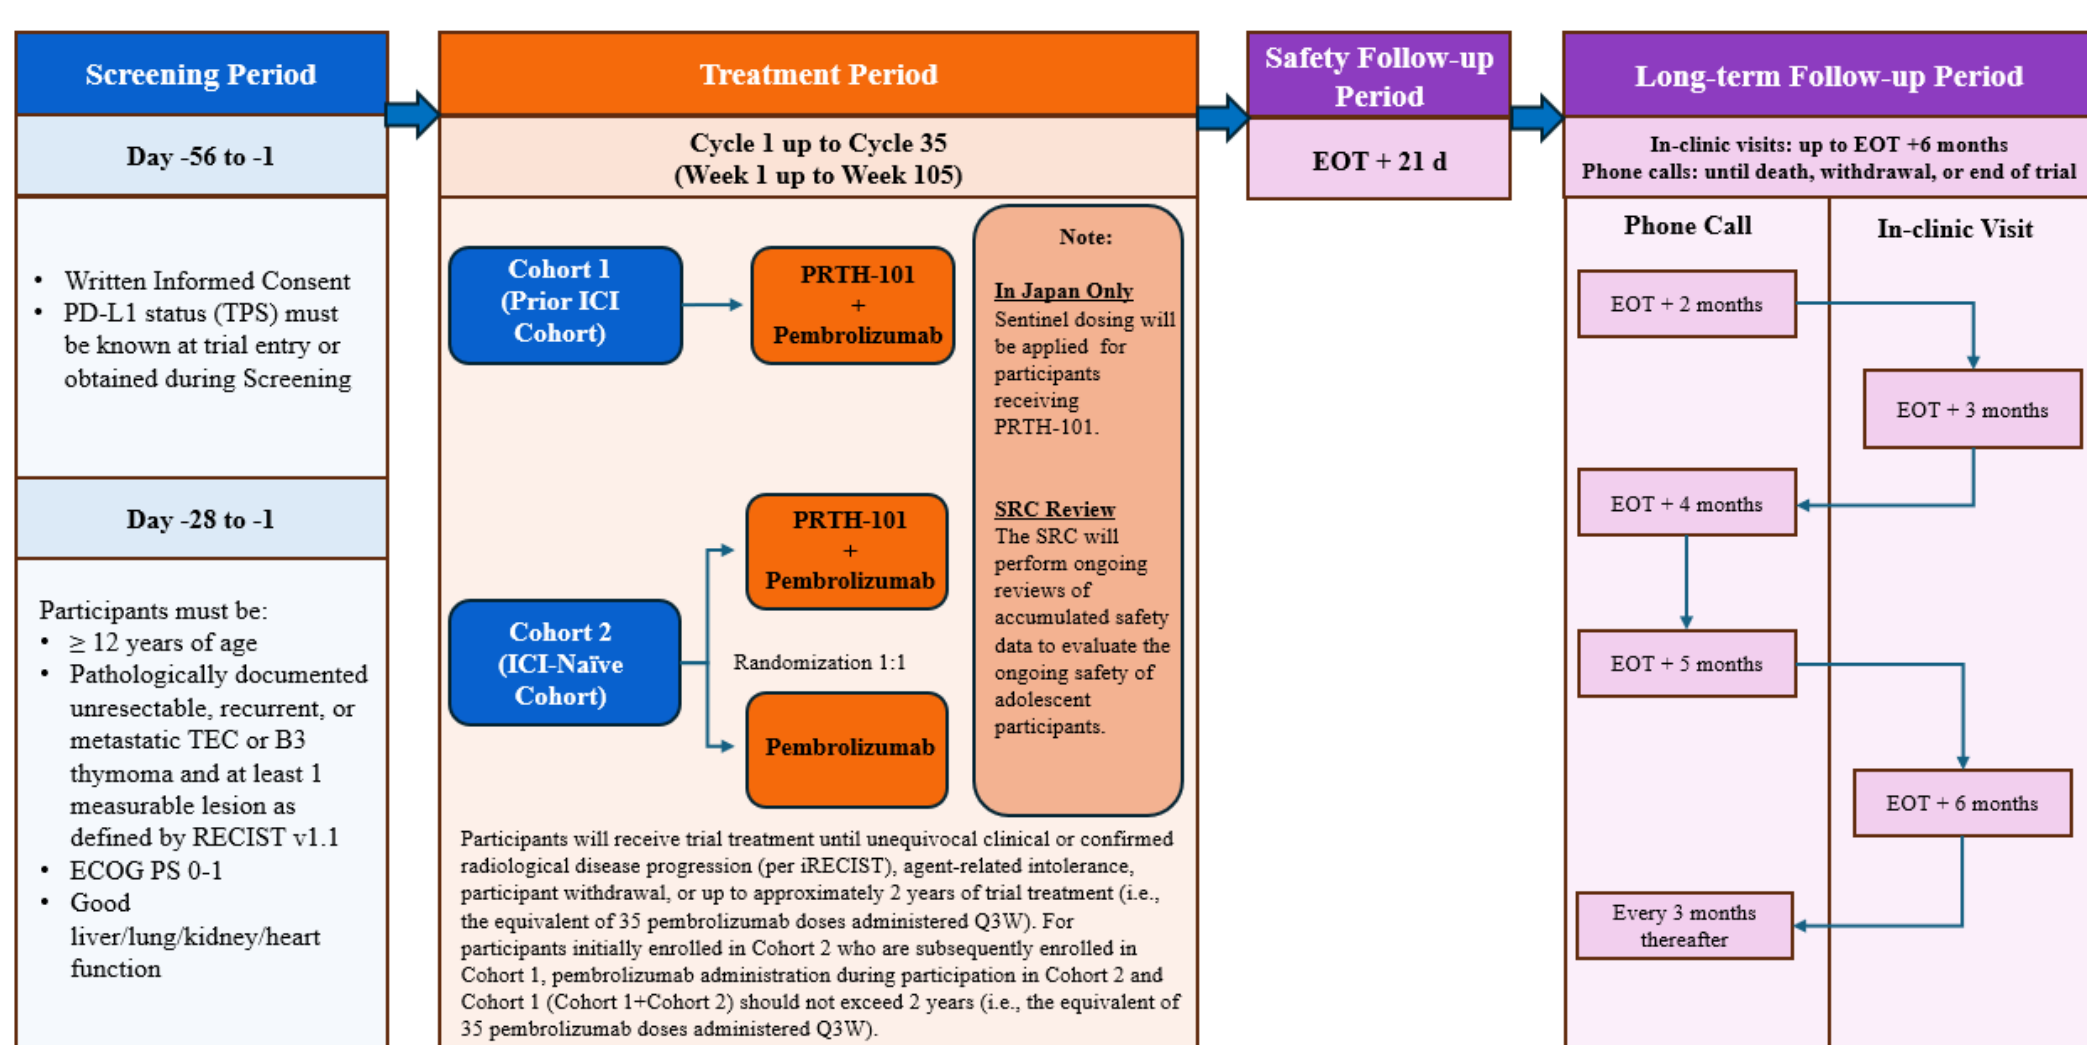 Screening Period
Day -56 to -1
• Written Informed Consent
• PD-L1 status (TPS) must
be known at trial entry or
obtained during Screening
Day -28 to -1
Participants must be:
• ≥ 12 years of age
• Pathologically documented
unresectable, recurrent, or
metastatic TEC or B3
thymoma and at least 1
measurable lesion as
defined by RECIST v1.1
• ECOG PS 0-1
• Good
liver/lung/kidney/heart
function
Treatment Period
Cycle 1 up to Cycle 35
(Week 1 up to Week 105)
Cohort 1
(Prior ICI
Cohort)
PRTH-101
+
Pembrolizumab
Cohort 2
(ICI-Naïve
Cohort)
PRTH-101
+
Pembrolizumab
Randomization 1:1
Pembrolizumab
Note:
In Japan Only
Sentinel dosing will
be applied for
participants
receiving
PRTH-101.
SRC Review
The SRC will
perform ongoing
reviews of
accumulated safety
data to evaluate the
ongoing safety of
adolescent
participants.
Participants will receive trial treatment until unequivocal clinical or confirmed
radiological disease progression (per iRECIST), agent-related intolerance,
participant withdrawal, or up to approximately 2 years of trial treatment (i.e.,
the equivalent of 35 pembrolizumab doses administered Q3W). For
participants initially enrolled in Cohort 2 who are subsequently enrolled in
Cohort 1, pembrolizumab administration during participation in Cohort 2 and
Cohort 1 (Cohort 1+Cohort 2) should not exceed 2 years (i.e., the equivalent of
35 pembrolizumab doses administered Q3W).
Safety Follow-up
Period
EOT + 21 d
Long-term Follow-up Period
In-clinic visits: up to EOT +6 months
Phone calls: until death, withdrawal, or end of trial
Phone Call
In-clinic Visit
EOT + 2 months
EOT + 3 months
EOT + 4 months
EOT + 5 months
EOT + 6 months
Every 3 months
thereafter